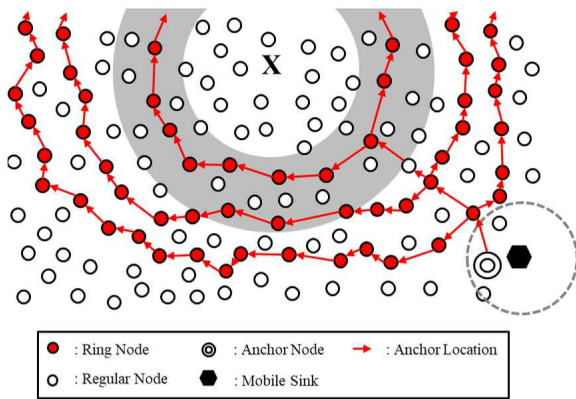 X
: Ring Node : Anchor Node : Anchor Location
: Regular Node : Mobile Sink